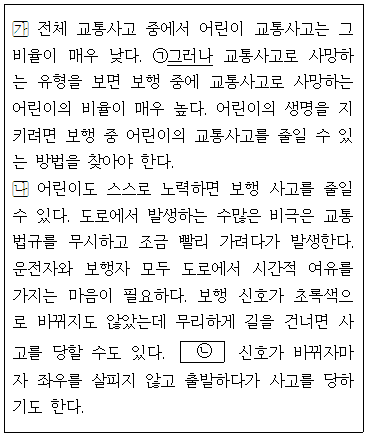 가 전체 교통사고 중에서 어린이 교통사고는 그
비율이 매우 낮다. ㉠그러나 교통사고로 사망하
는 유형을 보면 보행 중에 교통사고로 사망하는
어린이의 비율이 매우 높다. 어린이의 생명을 지
키려면 보행 중 어린이의 교통사고를 줄일 수 있
는 방법을 찾아야 한다.
나 어린이도 스스로 노력하면 보행 사고를 줄일
수 있다. 도로에서 발생하는 수많은 비극은 교통
법규를 무시하고 조금 빨리 가려다가 발생한다.
운전자와 보행자 모두 도로에서 시간적 여유를
가지는 마음이 필요하다. 보행 신호가 초록색으
로 바뀌지도 않았는데 무리하게 길을 건너면 사
고를 당할 수도 있다. ㉡ 신호가 바뀌자마
자 좌우를 살피지 않고 출발하다가 사고를 당하
기도 한다.